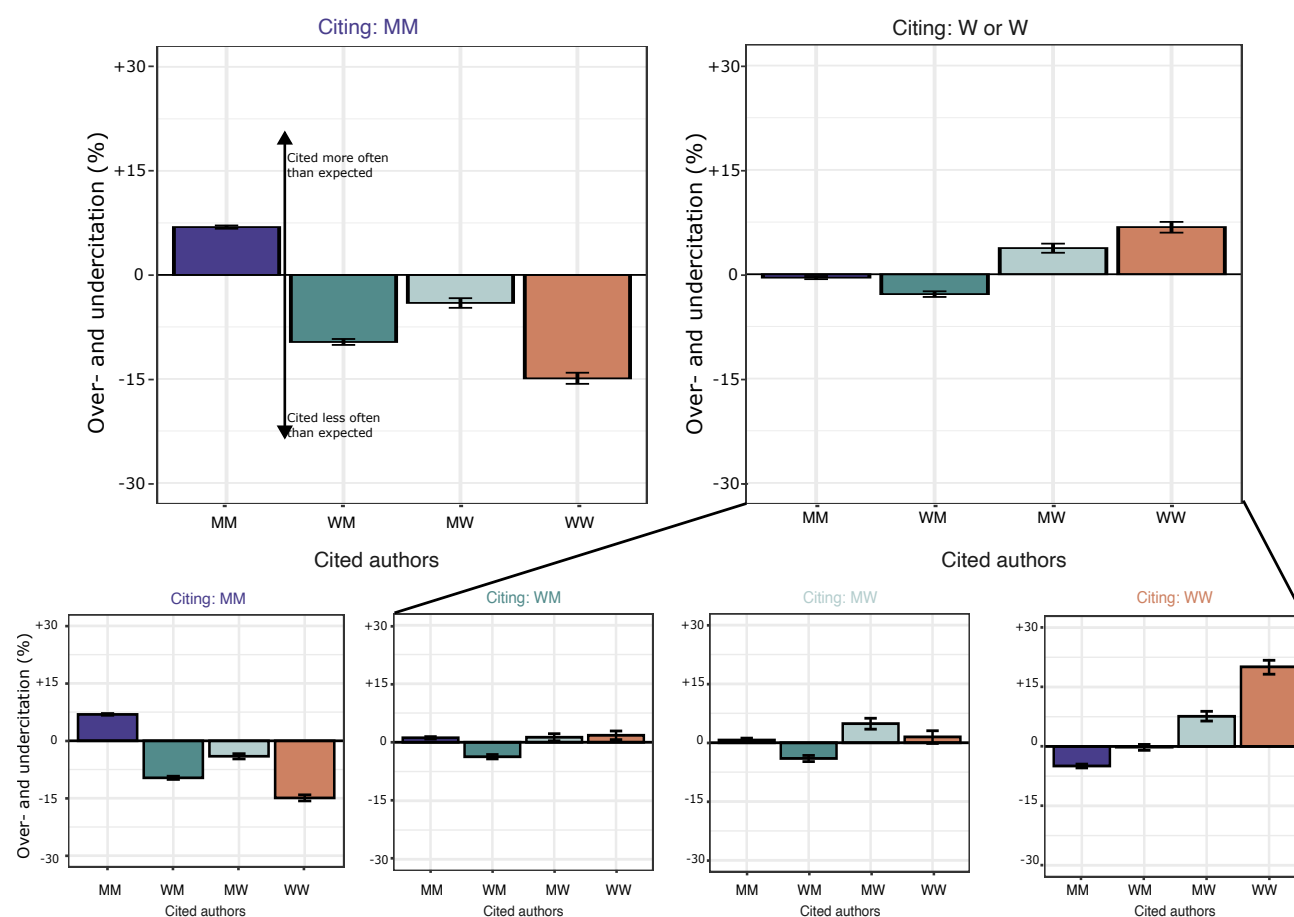 Citing: MM
Over- and undercitation (%)
+30
+15
0
-15
-30
Cited more often
than expected
Cited less often
than expected
MM WM MW WW
Cited authors
Citing: W or W
Over- and undercitation (%)
+30
+15
0
-15
-30
MM WM MW WW
Cited authors
Citing: MM
Over- and undercitation (%)
+30
+15
0
-15
-30
MM WM MW WW
Cited authors
Citing: WM
+30
+15
0
-15
-30
MM WM MW WW
Cited authors
Citing: MW
+30
+15
0
-15
-30
MM WM MW WW
Cited authors
Citing: WW
+30
+15
0
-15
-30
MM WM MW WW
Cited authors